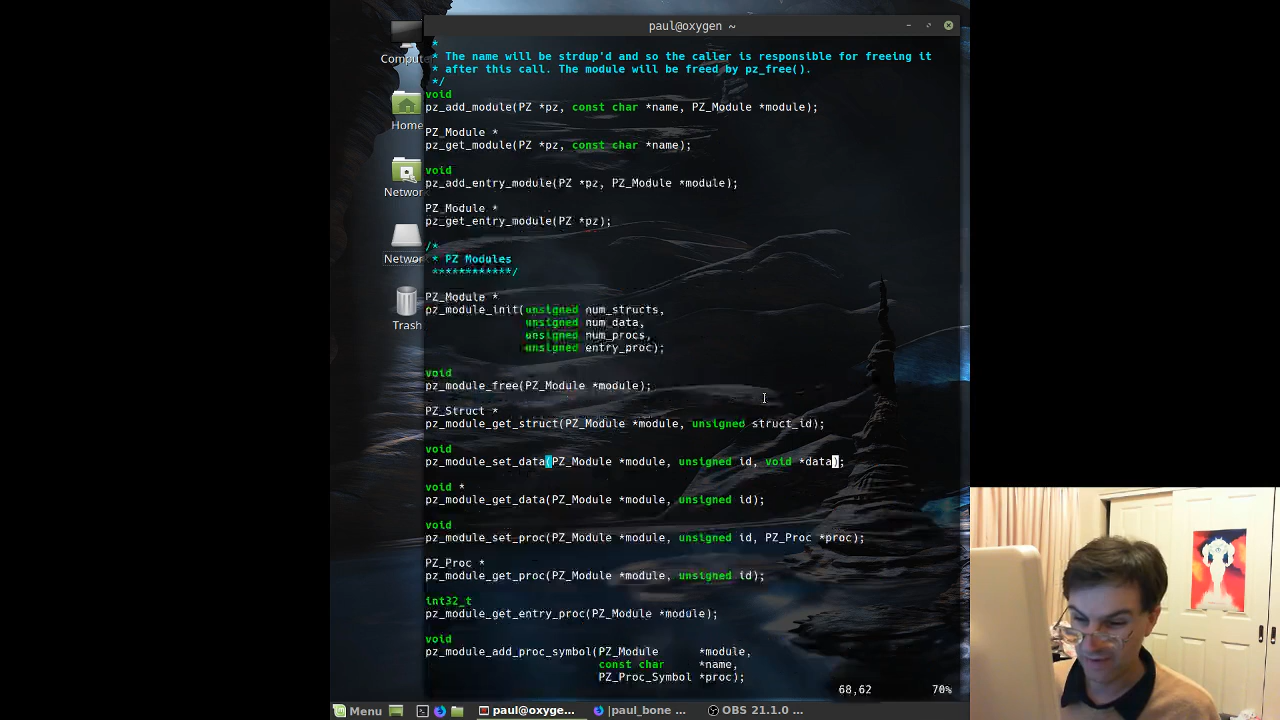 paul@oxygen ~
*
* The name will be strdup'd and so the caller is responsible for freeing it
* after this call. The module will be freed by pz_free().
*/
void
pz_add_module(PZ *pz, const char *name, PZ_Module *module);
PZ_Module *
pz_get_module(PZ *pz, const char *name);
void
pz_add_entry_module(PZ *pz, PZ_Module *module);
PZ_Module *
pz_get_entry_module(PZ *pz);
/*
* PZ Modules
************/
PZ_Module *
pz_module_init(unsigned num_structs,
unsigned num_data,
unsigned num_procs,
unsigned entry_proc);
void
pz_module_free(PZ_Module *module);
PZ_Struct *
pz_module_get_struct(PZ_Module *module, unsigned struct_id);
void
pz_module_set_data(PZ_Module *module, unsigned id, void *data);
void *
pz_module_get_data(PZ_Module *module, unsigned id);
void
pz_module_set_proc(PZ_Module *module, unsigned id, PZ_Proc *proc);
PZ_Proc *
pz_module_get_proc(PZ_Module *module, unsigned id);
int32_t
pz_module_get_entry_proc(PZ_Module *module);
void
pz_module_add_proc_symbol(PZ_Module *module,
const char *name,
PZ_Proc_Symbol *proc);
68,62 70%
Comput
Home
Networ
Networ
Trash
Menu
paul@oxyge...
|paul_bone ...
OBS 21.1.0 ...